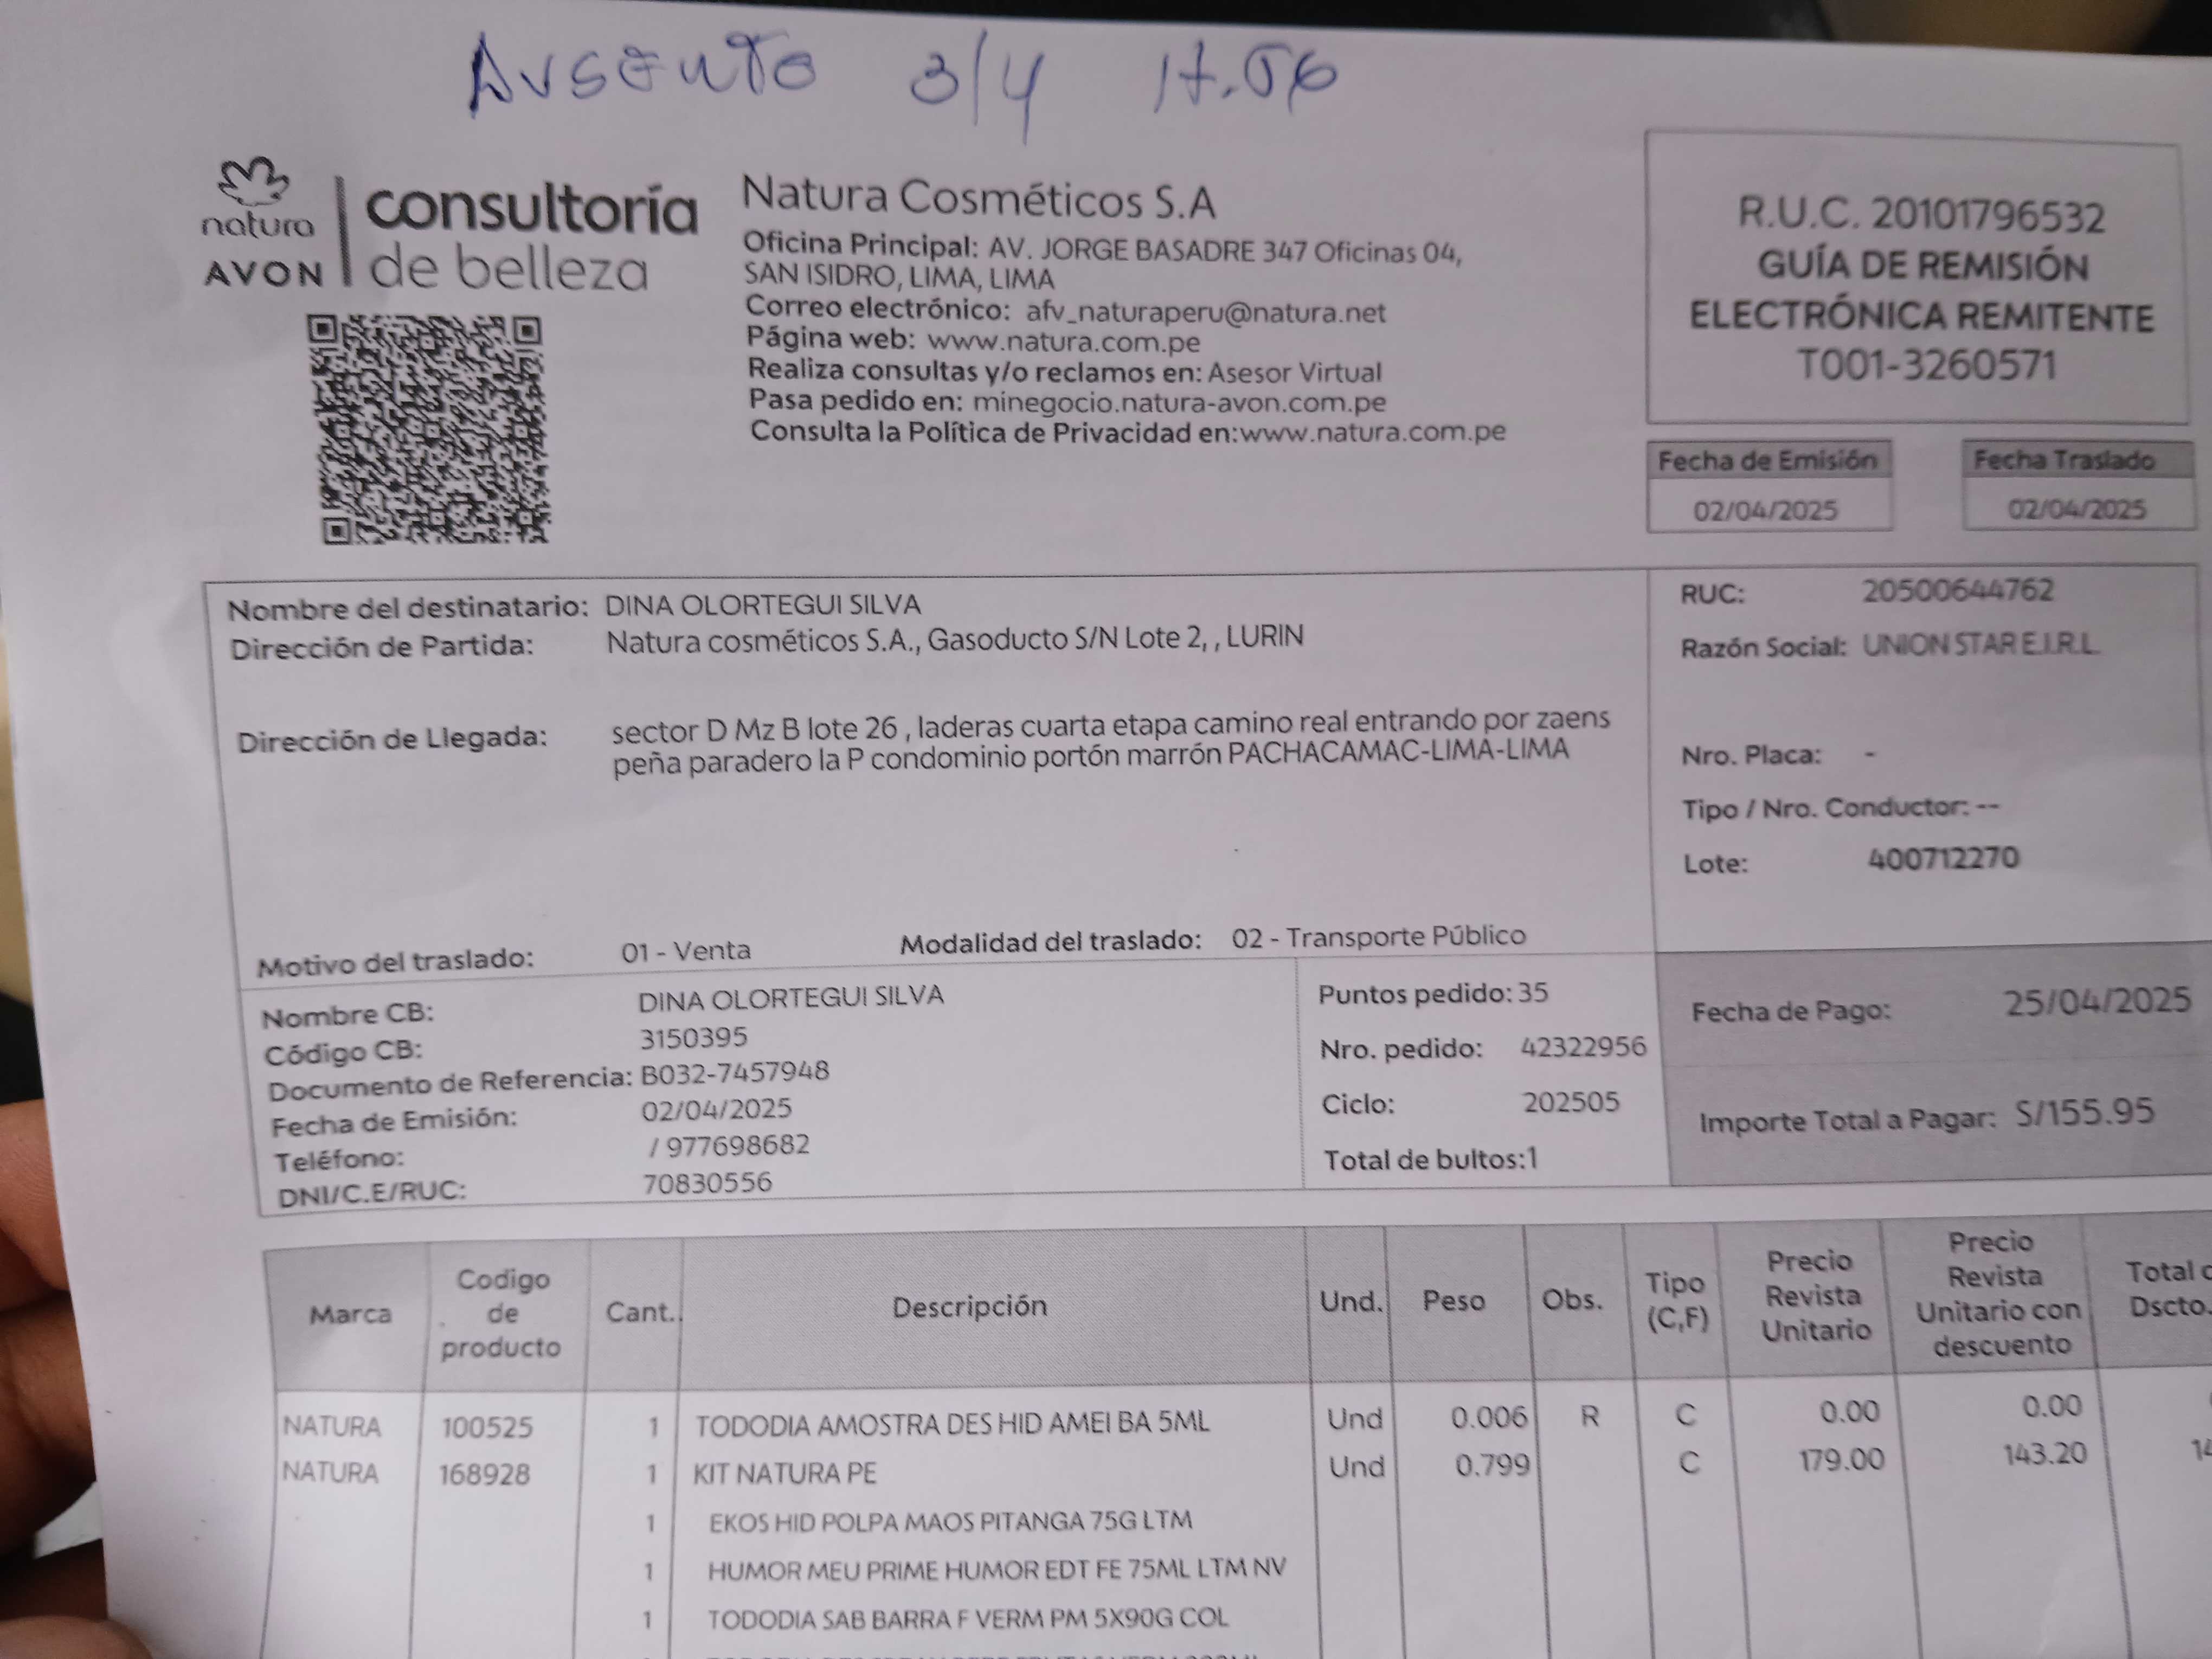 Ausento 3/4 17.56
natura
AVON
consultoría
de belleza
Natura Cosméticos S.A
Oficina Principal: AV. JORGE BASADRE 347 Oficinas 04,
SAN ISIDRO, LIMA, LIMA
Correo electrónico: afv_naturaperu@natura.net
Página web: www.natura.com.pe
Realiza consultas y/o reclamos en: Asesor Virtual
Pasa pedido en: minegocio.natura-avon.com.pe
Consulta la Política de Privacidad en:www.natura.com.pe
R.U.C. 20101796532
GUÍA DE REMISIÓN
ELECTRÓNICA REMITENTE
T001-3260571
Fecha de Emisión Fecha Traslado
02/04/2025 02/04/2025
Nombre del destinatario: DINA OLORTEGUI SILVA
Dirección de Partida: Natura cosméticos S.A., Gasoducto S/N Lote 2, , LURIN
Dirección de Llegada: sector D Mz B lote 26 , laderas cuarta etapa camino real entrando por zaens
peña paradero la P condominio portón marrón PACHACAMAC-LIMA-LIMA
Motivo del traslado: 01 - Venta Modalidad del traslado: 02 - Transporte Público
RUC: 20500644762
Razón Social: UNION STAR E.I.R.L.
Nro. Placa: -
Tipo / Nro. Conductor: --
Lote: 400712270
Nombre CB: DINA OLORTEGUI SILVA
Código CB: 3150395
Documento de Referencia: B032-7457948
Fecha de Emisión: 02/04/2025
Teléfono: / 977698682
DNI/C.E/RUC: 70830556
Puntos pedido: 35
Nro. pedido: 42322956
Ciclo: 202505
Total de bultos:1
Fecha de Pago: 25/04/2025
Importe Total a Pagar: S/155.95
Marca Codigo de producto Cant. Descripción Und. Peso Obs. Tipo (C,F) Precio Revista Unitario Precio Revista Unitario con descuento Total Dscto.
NATURA 100525 1 TODODIA AMOSTRA DES HID AMEI BA 5ML Und 0.006 R C 0.00 0.00
NATURA 168928 1 KIT NATURA PE Und 0.799 C 179.00 143.20
1 EKOS HID POLPA MAOS PITANGA 75G LTM
1 HUMOR MEU PRIME HUMOR EDT FE 75ML LTM NV
1 TODODIA SAB BARRA F VERM PM 5X90G COL